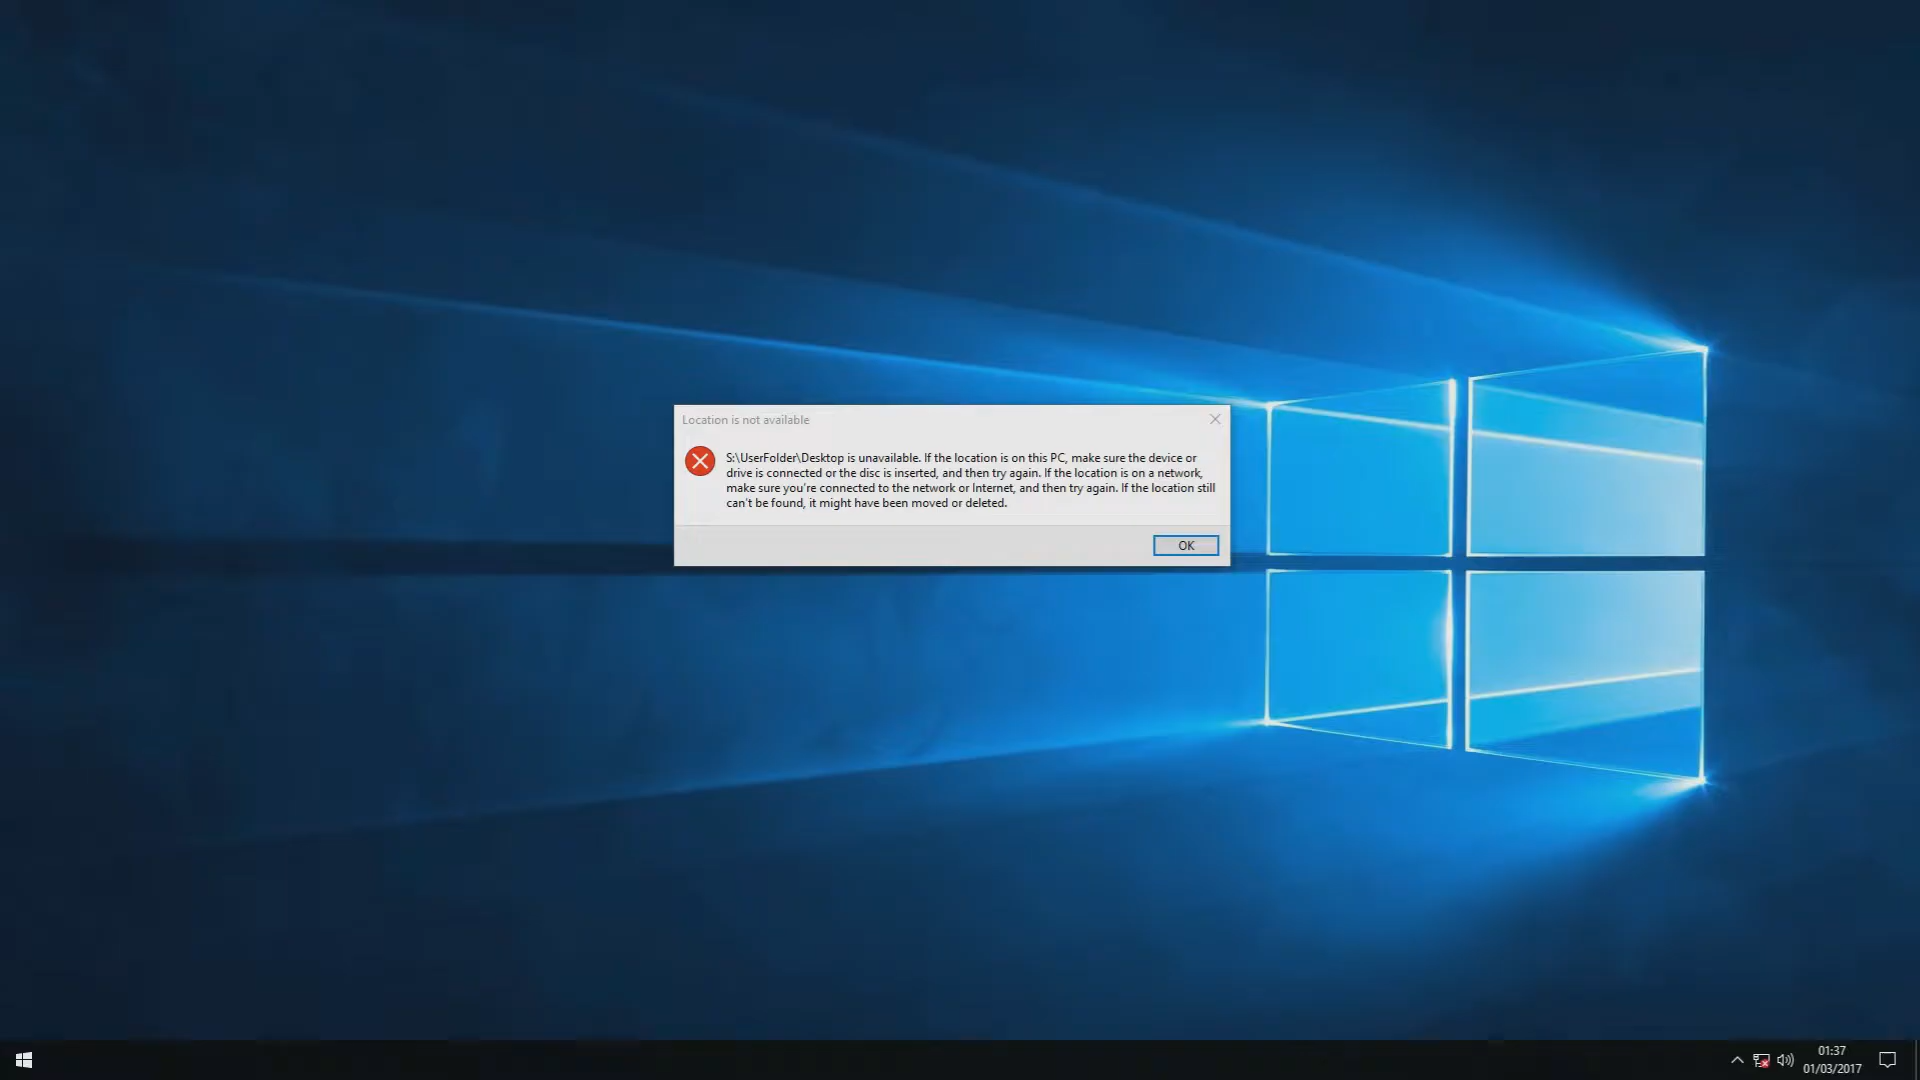 Location is not available
S:\UserFolder\Desktop is unavailable. If the location is on this PC, make sure the device or
drive is connected or the disc is inserted, and then try again. If the location is on a network,
make sure you're connected to the network or Internet, and then try again. If the location still
can't be found, it might have been moved or deleted.
OK
01:37
01/03/2017